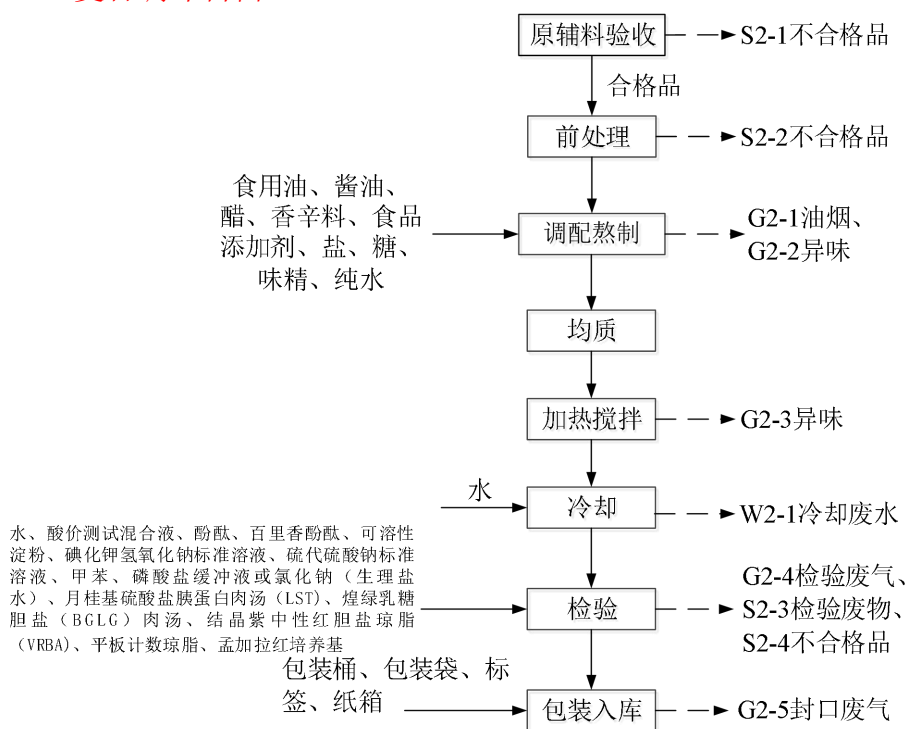 原辅料验收
S2-1不合格品
合格品
前处理
S2-2不合格品
食用油、酱油、
醋、香辛料、食品
添加剂、盐、糖、
味精、纯水
调配熬制
G2-1油烟、
G2-2异味
均质
加热搅拌
G2-3异味
水
冷却
W2-1冷却废水
水、酸价测试混合液、酚酞、百里香酚酞、可溶性
淀粉、碘化钾氢氧化钠标准溶液、硫代硫酸钠标准
溶液、甲苯、磷酸盐缓冲液或氯化钠（生理盐
水）、月桂基硫酸盐胰蛋白肉汤（LST)、煌绿乳糖
胆盐（BGLG）肉汤、结晶紫中性红胆盐琼脂
（VRBA)、平板计数琼脂、孟加拉红培养基
检验
G2-4检验废气、
S2-3检验废物、
S2-4不合格品
包装桶、包装袋、标
签、纸箱
包装入库
G2-5封口废气